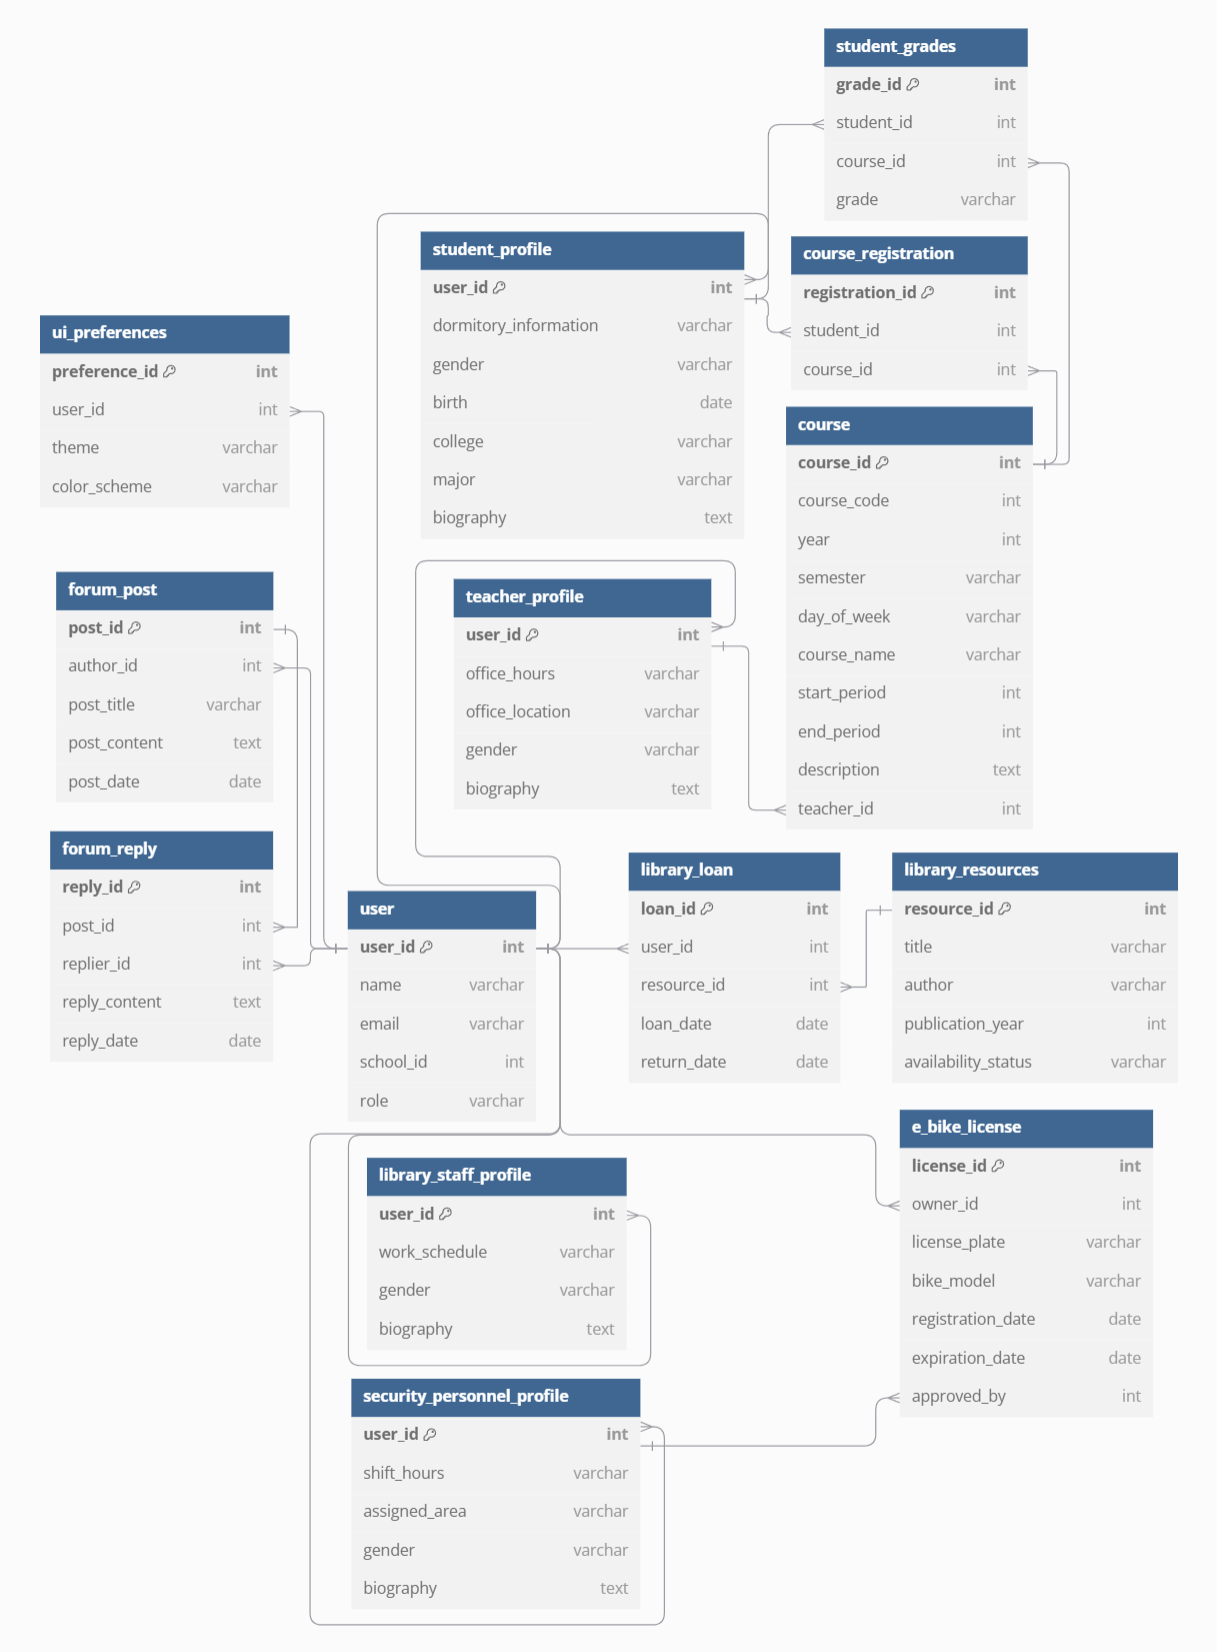 student_grades
grade_id int
student_id int
course_id int
grade varchar
student_profile
user_id int
dormitory_information varchar
gender varchar
birth date
college varchar
major varchar
biography text
course_registration
registration_id int
student_id int
course_id int
ui_preferences
preference_id int
user_id int
theme varchar
color_scheme varchar
course
course_id int
course_code int
year int
semester varchar
day_of_week varchar
course_name varchar
start_period int
end_period int
description text
teacher_id int
forum_post
post_id int
author_id int
post_title varchar
post_content text
post_date date
teacher_profile
user_id int
office_hours varchar
office_location varchar
gender varchar
biography text
forum_reply
reply_id int
post_id int
replier_id int
reply_content text
reply_date date
user
user_id int
name varchar
email varchar
school_id int
role varchar
library_loan
loan_id int
user_id int
resource_id int
loan_date date
return_date date
library_resources
resource_id int
title varchar
author varchar
publication_year int
availability_status varchar
library_staff_profile
user_id int
work_schedule varchar
gender varchar
biography text
e_bike_license
license_id int
owner_id int
license_plate varchar
bike_model varchar
registration_date date
expiration_date date
approved_by int
security_personnel_profile
user_id int
shift_hours varchar
assigned_area varchar
gender varchar
biography text